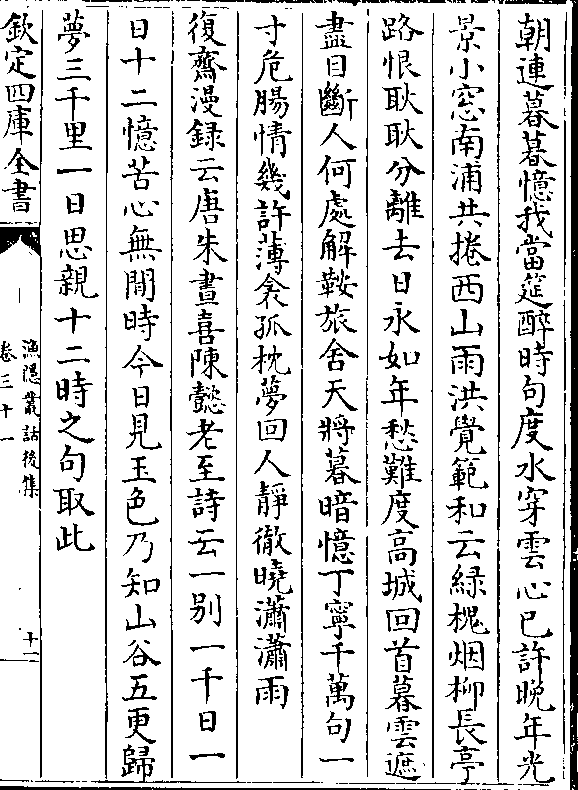 朝連暮暮憶我當筵醉時句度水穿雲心已許晚年光
景小窓南浦共捲西山雨洪覺範和云緑槐烟柳長亭
路恨耿耿分離去日永如年愁難度高城回首暮雲遮
盡目斷人何處解鞍旅舍天將暮暗憶丁寧千萬句一
寸危腸情幾許薄衾孤枕夢回人靜徹曉瀟瀟雨
復齋漫録云唐朱晝喜陳懿老至詩云一别一千日一
日十二憶苦心無閒時今日見玉色乃知山谷五更歸
夢三千里一日思親十二時之句取此
欽定四庫全書
漁隱叢話後集
卷三十一
十一